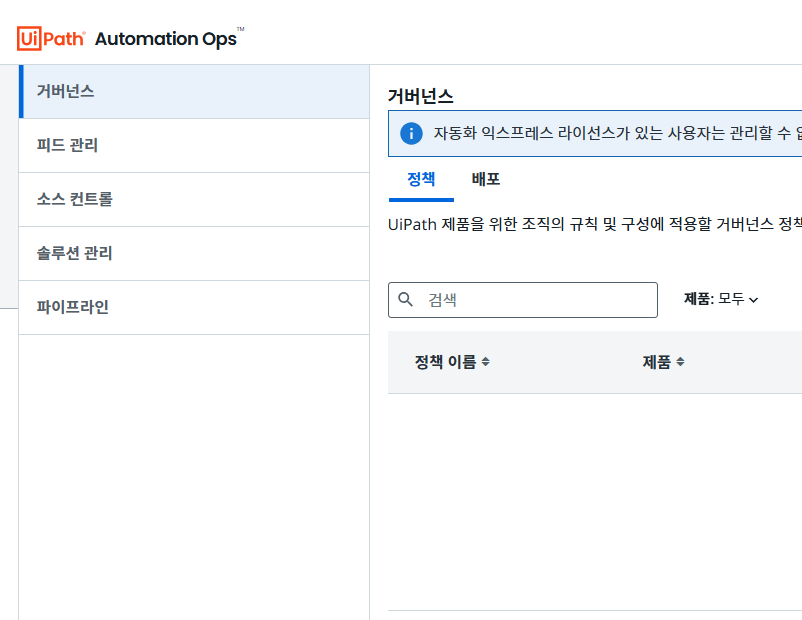 UiPath Automation Ops™
거버넌스
피드 관리
소스 컨트롤
솔루션 관리
파이프라인
거버넌스
자동화 익스프레스 라이선스가 있는 사용자는 관리할 수
정책 배포
UiPath 제품을 위한 조직의 규칙 및 구성에 적용할 거버넌스 정책
검색 제품: 모두
정책 이름 제품